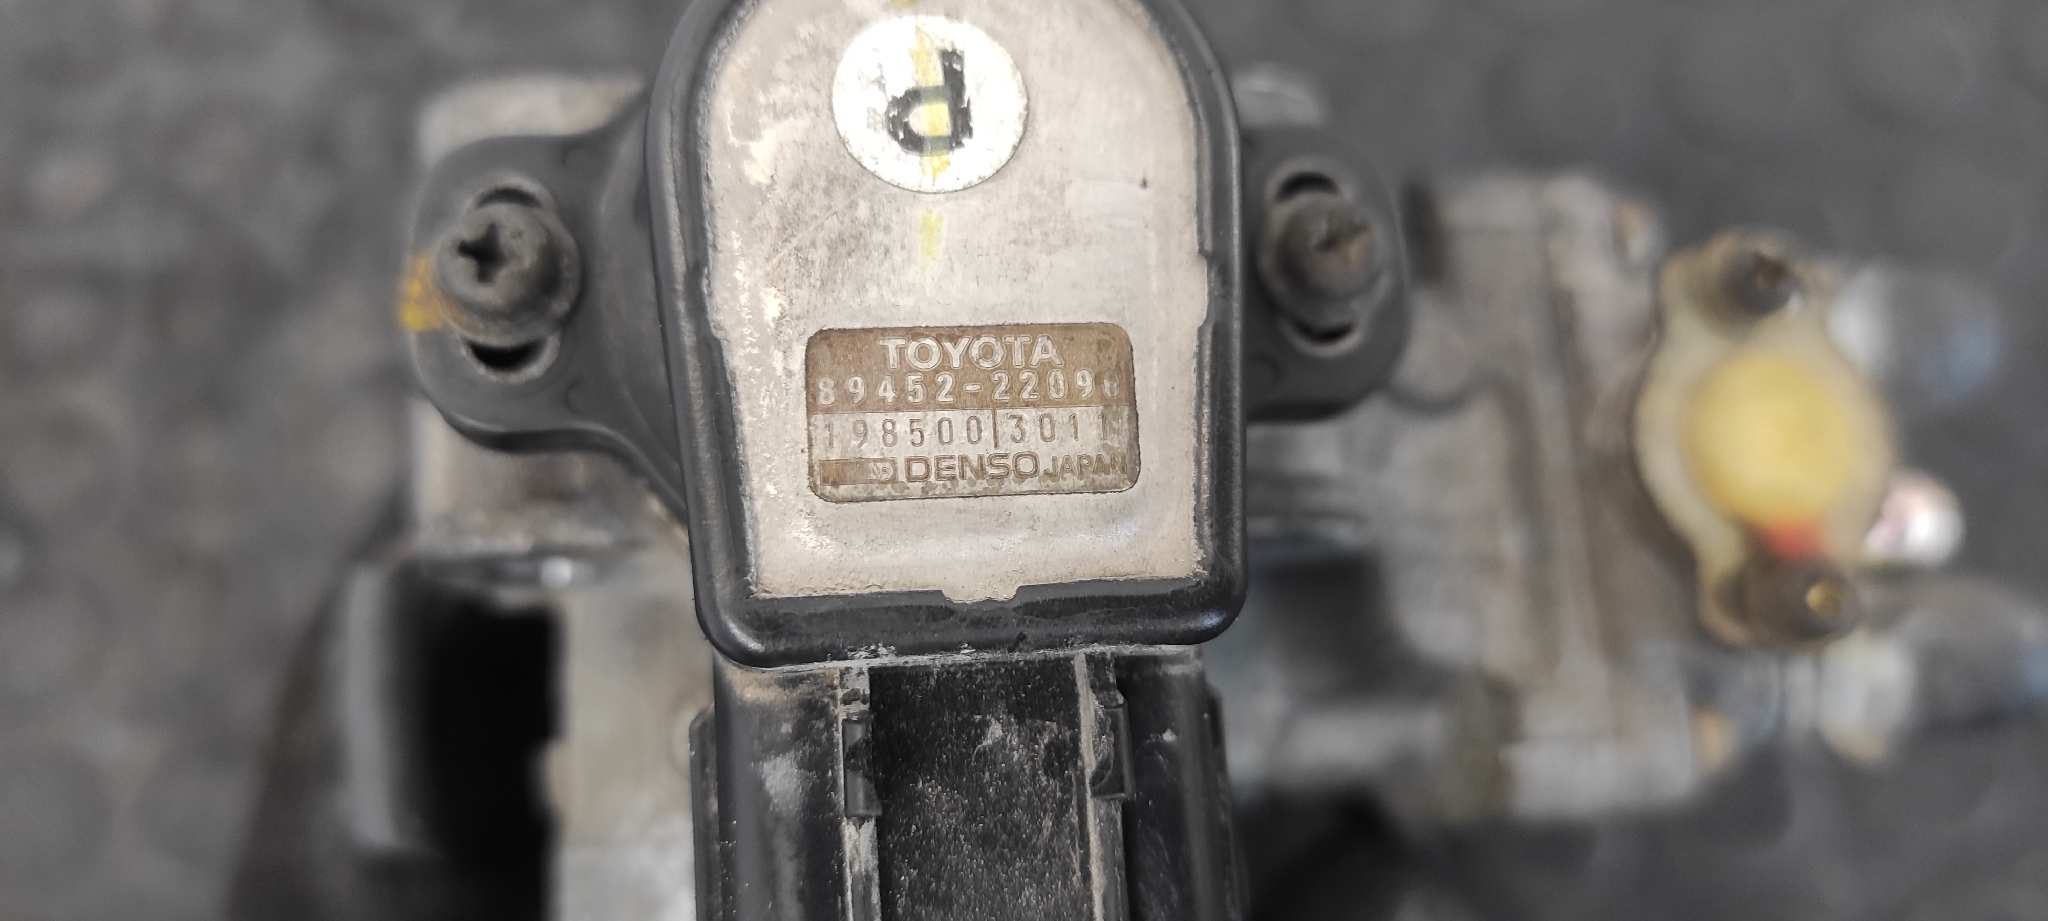 d
TOYOTA
89452-22090
198500 3011
DENSO JAPAN